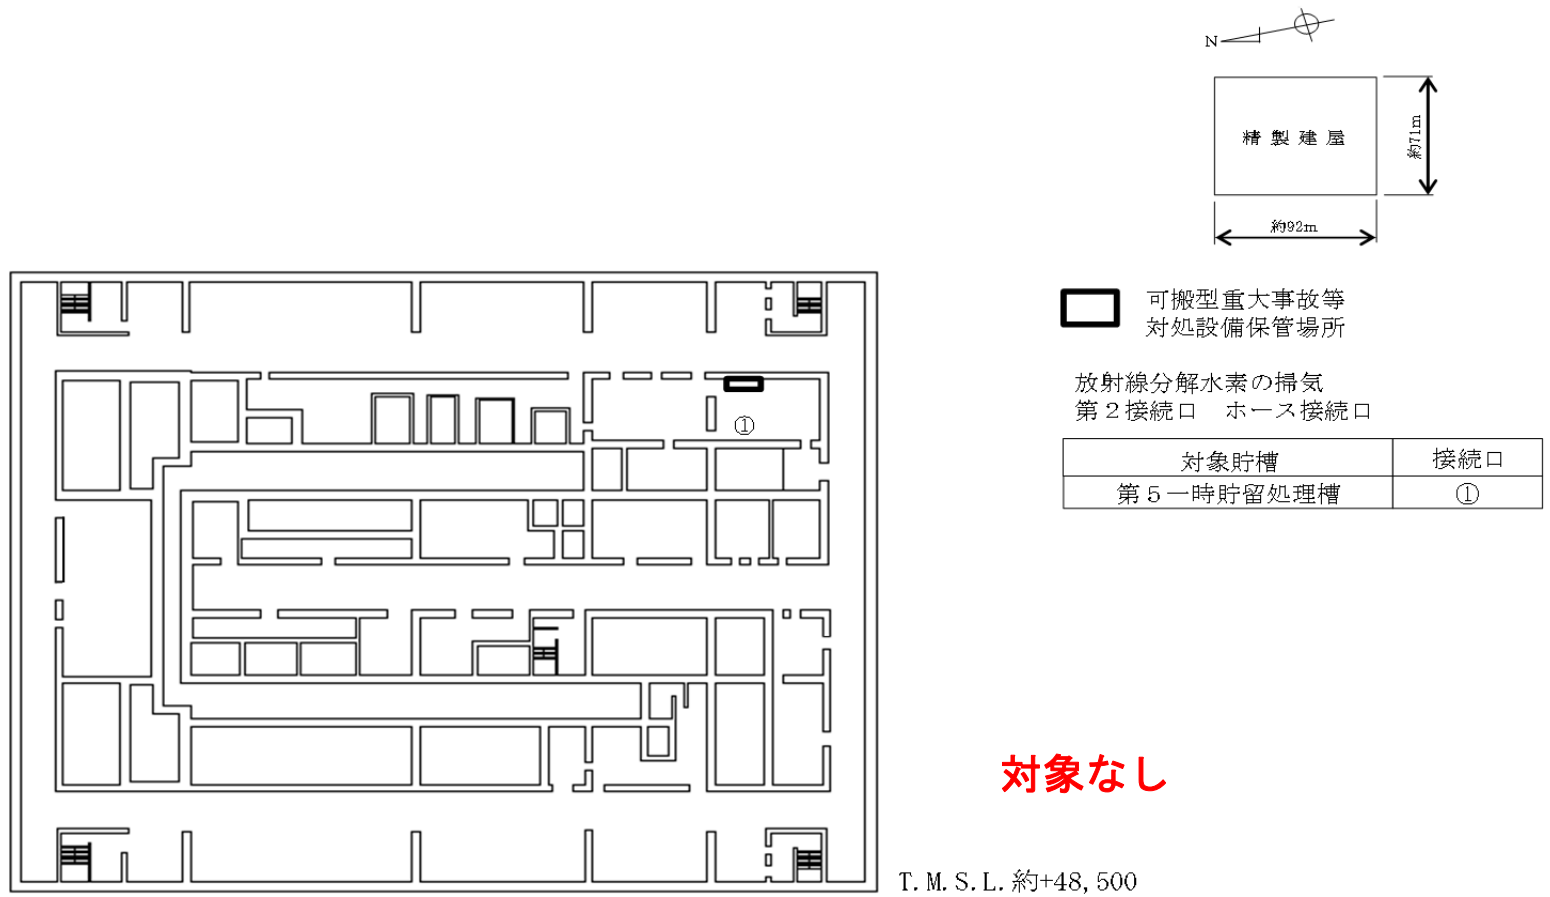 N
精製建屋
約71m
約92m
可搬型重大事故等
対処設備保管場所
放射線分解水素の掃気
第２接続口　ホース接続口
対象貯槽　接続口
第５一時貯留処理槽　①
①
対象なし
T.M.S.L.約+48,500